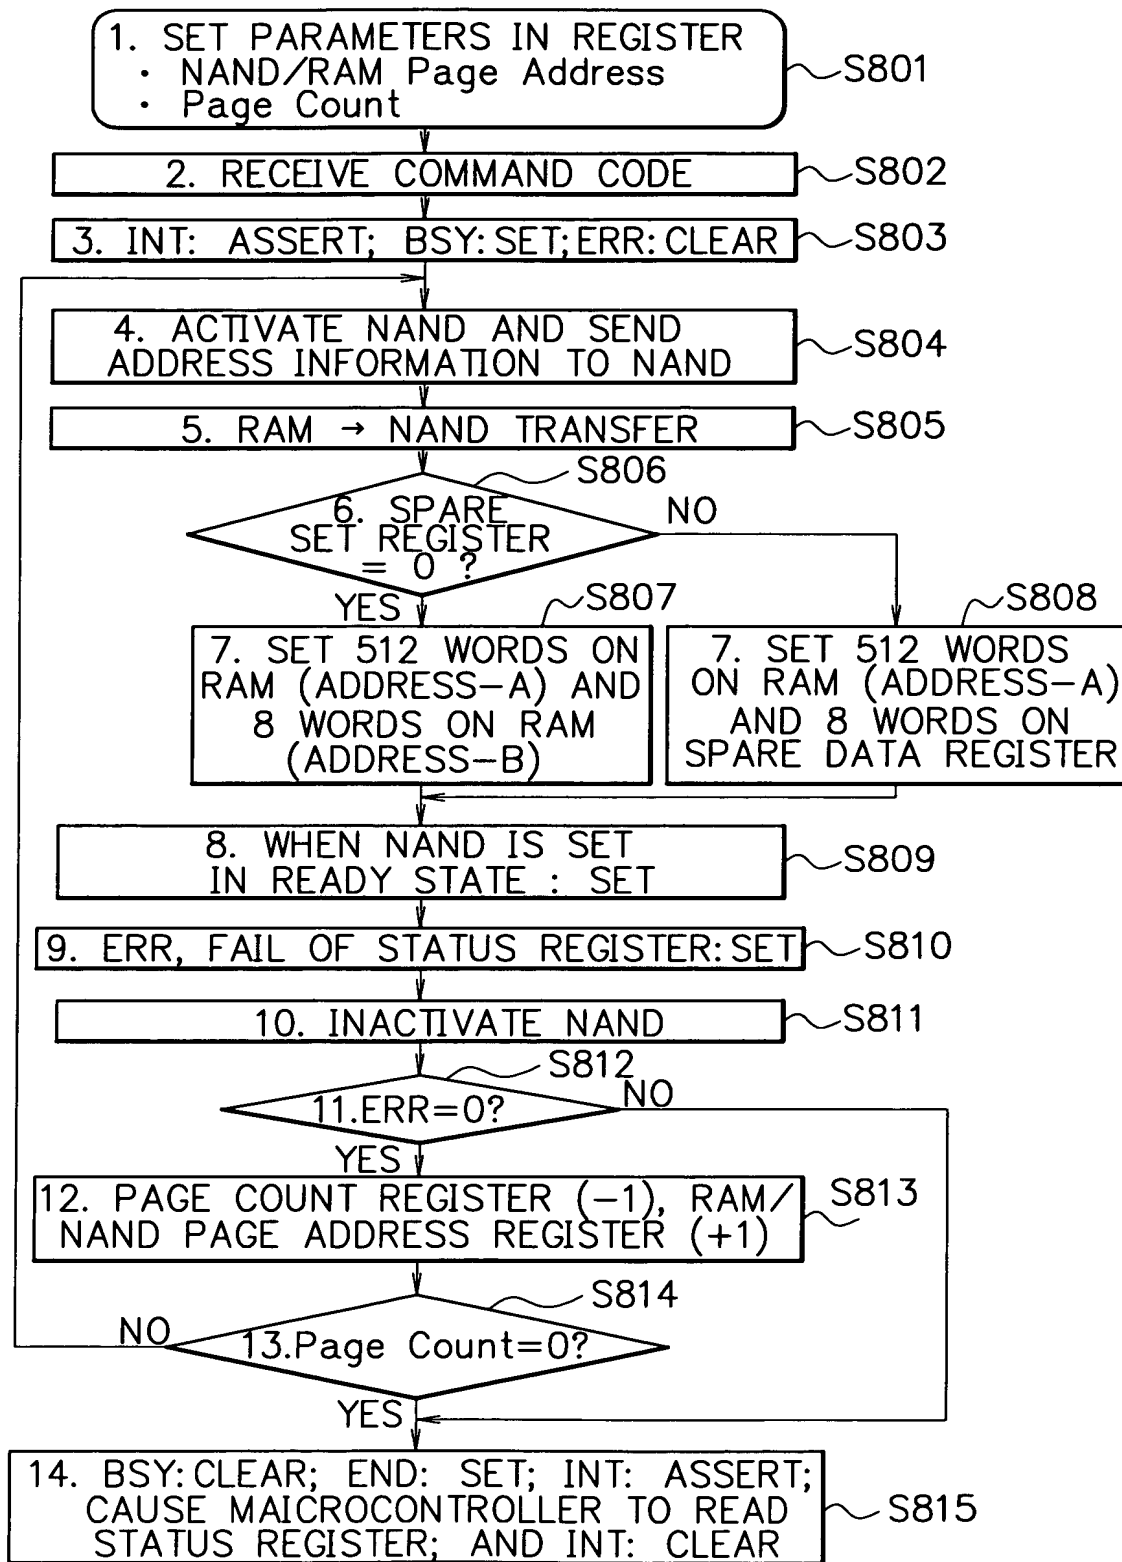 1. SET PARAMETERS IN REGISTER
· NAND/RAM Page Address
· Page Count
S801
2. RECEIVE COMMAND CODE
S802
3. INT: ASSERT; BSY:SET;ERR:CLEAR
S803
4. ACTIVATE NAND AND SEND
ADDRESS INFORMATION TO NAND
S804
5. RAM → NAND TRANSFER
S805
S806
6. SPARE
SET REGISTER
= 0 ?
NO
YES
S807
7. SET 512 WORDS ON
RAM (ADDRESS-A) AND
8 WORDS ON RAM
(ADDRESS-B)
S808
7. SET 512 WORDS
ON RAM (ADDRESS-A)
AND 8 WORDS ON
SPARE DATA REGISTER
8. WHEN NAND IS SET
IN READY STATE : SET
S809
9. ERR, FAIL OF STATUS REGISTER:SET
S810
10. INACTIVATE NAND
S811
S812
11.ERR=0?
NO
YES
12. PAGE COUNT REGISTER (-1), RAM/
NAND PAGE ADDRESS REGISTER (+1)
S813
S814
NO
13.Page Count=0?
YES
14. BSY:CLEAR; END: SET; INT: ASSERT;
CAUSE MAICROCONTROLLER TO READ
STATUS REGISTER; AND INT: CLEAR
S815